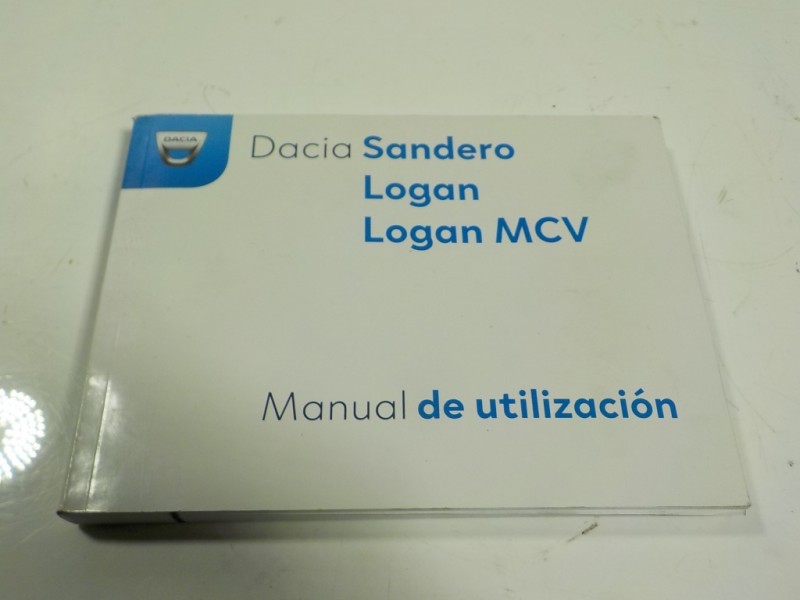 DACIA
Dacia Sandero
Logan
Logan MCV
Manual de utilización